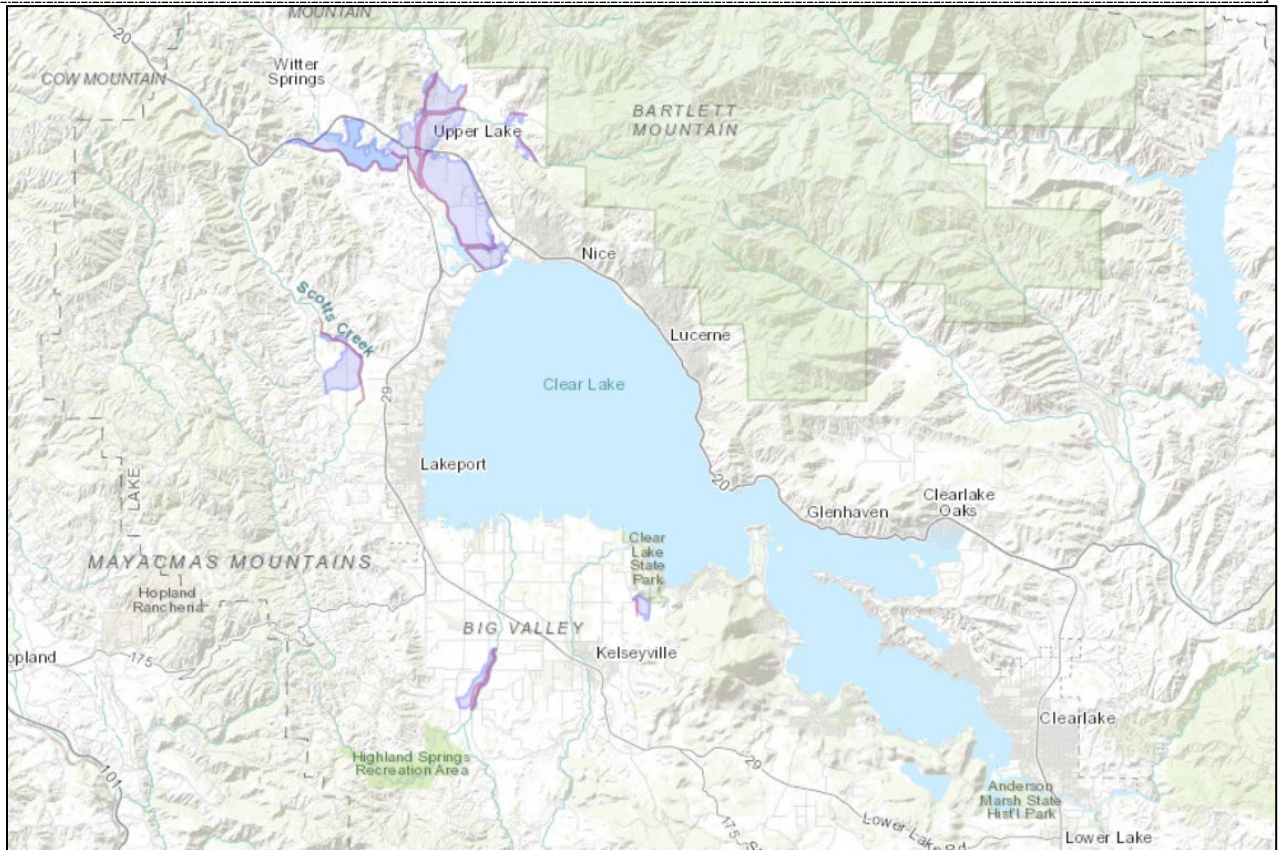 MOUNTAIN
20
Witter
Springs
COW MOUNTAIN
BARTLETT
MOUNTAIN
Upper Lake
Nice
Scotts Creek
Lucerne
Clear Lake
29
Lakeport
20
LAKE
Clearlake
Oaks
Glenhaven
Clear
Lake
State
Park
MAYACMAS MOUNTAINS
Hopland
Rancheria
BIG VALLEY
Kelseyville
opland
175
Clearlake
Highland Springs
Recreation Area
29
101
Anderson
Marsh State
Hist'l Park
Lower Lake Rd
175
Lower Lake